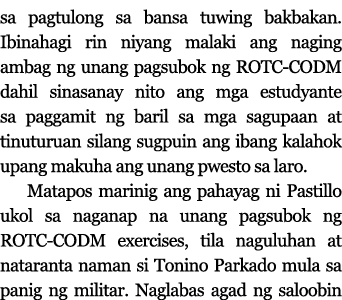 sa pagtulong sa bansa tuwing bakbakan.
Ibinahagi rin niyang malaki ang naging
ambag ng unang pagsubok ng ROTC-CODM
dahil sinasanay nito ang mga estudyante
sa paggamit ng baril sa mga sagupaan at
tinuturuan silang sugpuin ang ibang kalahok
upang makuha ang unang pwesto sa laro.
Matapos marinig ang pahayag ni Pastillo
ukol sa naganap na unang pagsubok ng
ROTC-CODM exercises, tila naguluhan at
nataranta naman si Tonino Parkado mula sa
panig ng militar. Naglabas agad ng saloobin